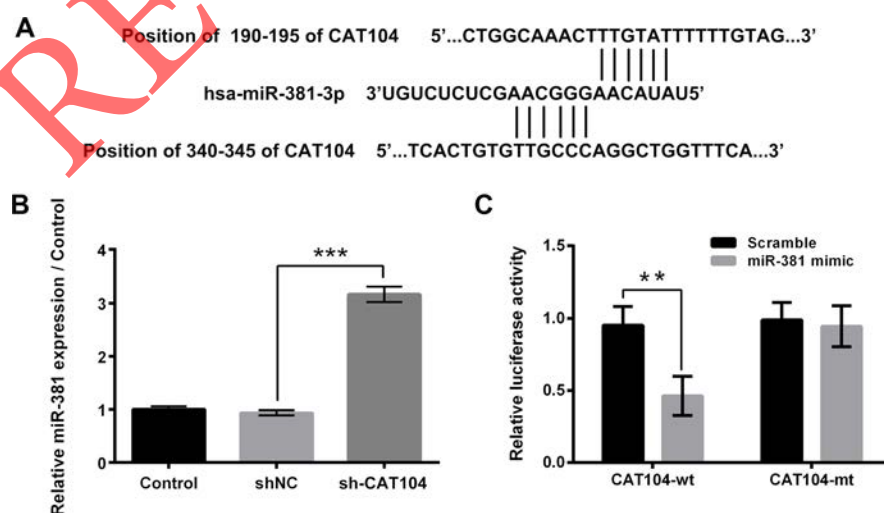 RE
A
Position of 190-195 of CAT104 5'...CTGGCAAACTTTGTATTTTTTGTAG...3'
hsa-miR-381-3p 3'UGUCUCUCGAACGGGAACAUAU5'
Position of 340-345 of CAT104 5'...TCACTGTGTTGCCCAGGCTGGTTTCA...3'
B
Relative miR-381 expression / Control
4
3
2
1
0
***
Control shNC sh-CAT104
C
Relative luciferase activity
1.5
1.0
0.5
0.0
Scramble
miR-381 mimic
**
CAT104-wt CAT104-mt